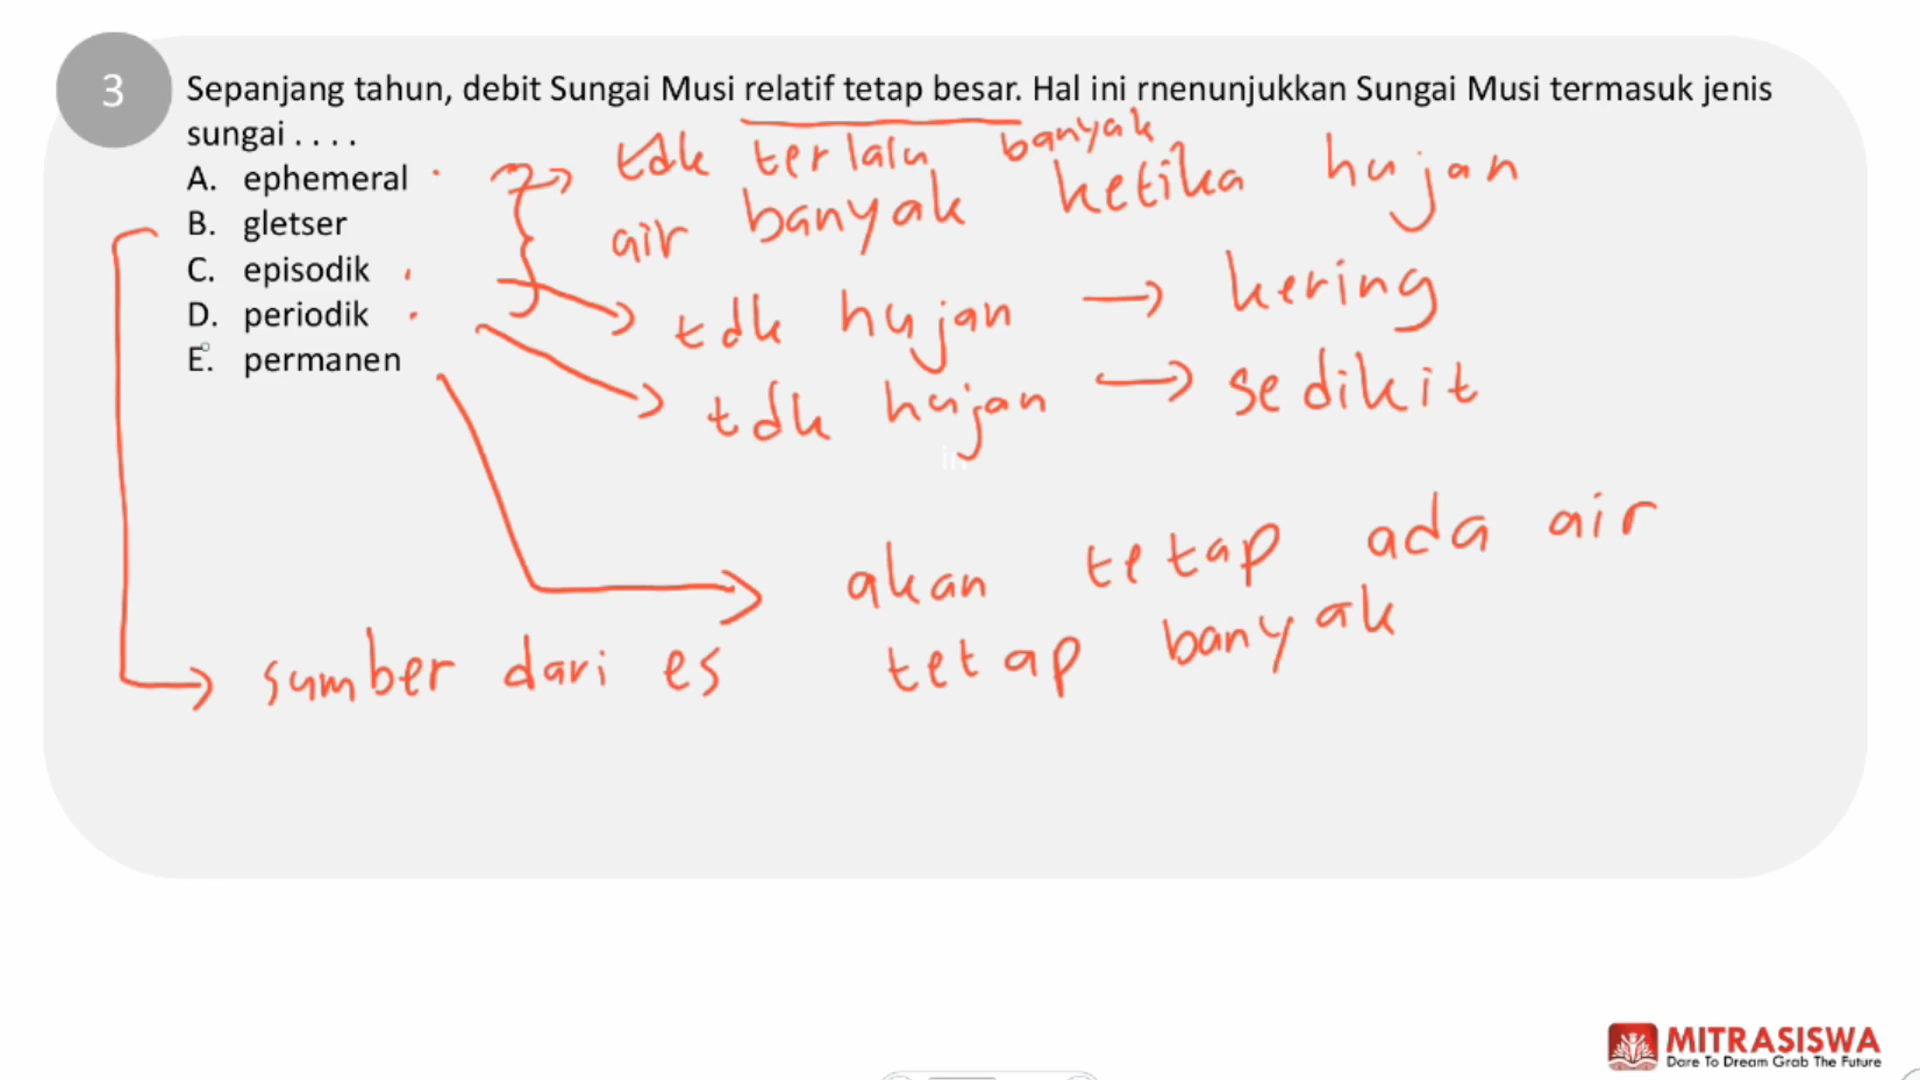 3
Sepanjang tahun, debit Sungai Musi relatif tetap besar. Hal ini rnenunjukkan Sungai Musi termasuk jenis
sungai . . . .
A. ephemeral
B. gletser
C. episodik
D. periodik
E. permanen
tdk terlalu banyak
air banyak ketika hujan
tdk hujan → kering
tdk hujan → sedikit
in
akan tetap ada air
tetap banyak
sumber dari es
MITRASISWA
Dare To Dream Grab The Future